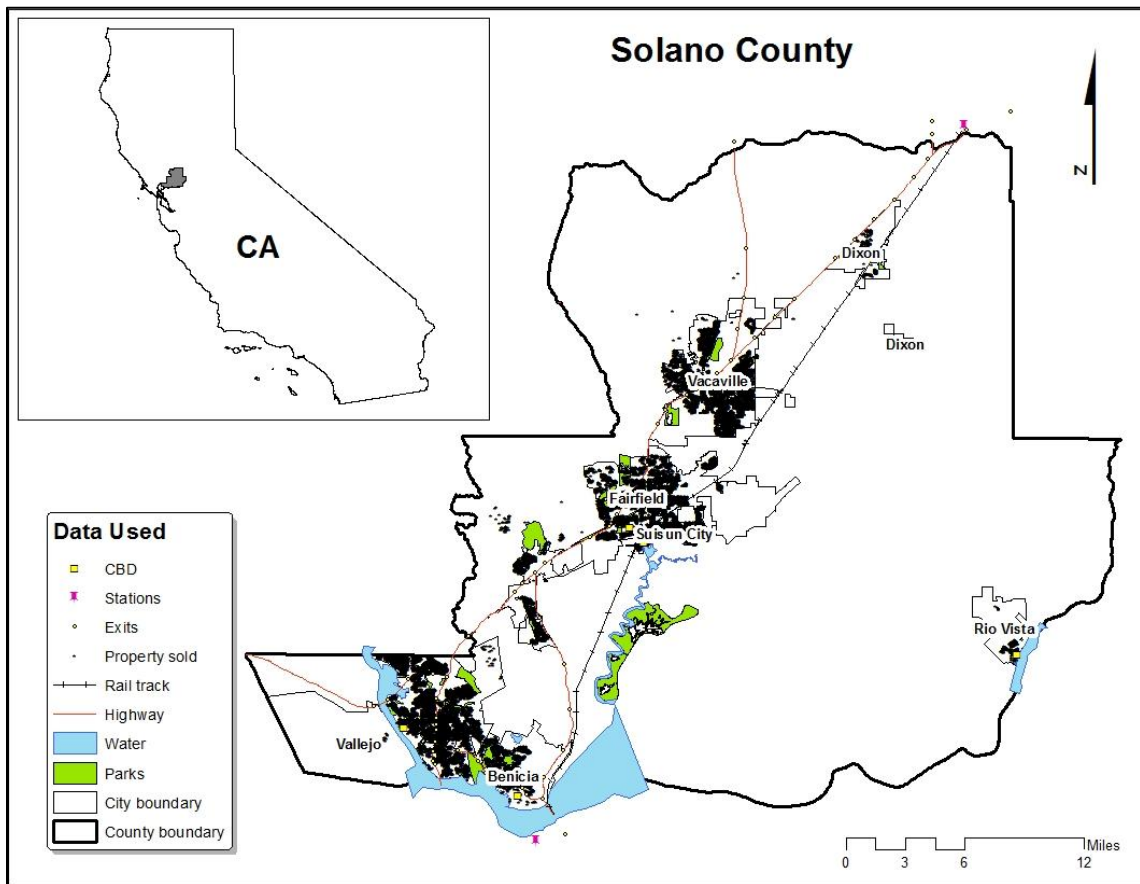 Solano County
CA
N
Dixon
Dixon
Vacaville
Fairfield
Suisun City
Rio Vista
Vallejo
Benicia
Data Used
CBD
Stations
Exits
Property sold
Rail track
Highway
Water
Parks
City boundary
County boundary
Miles
0 3 6 12